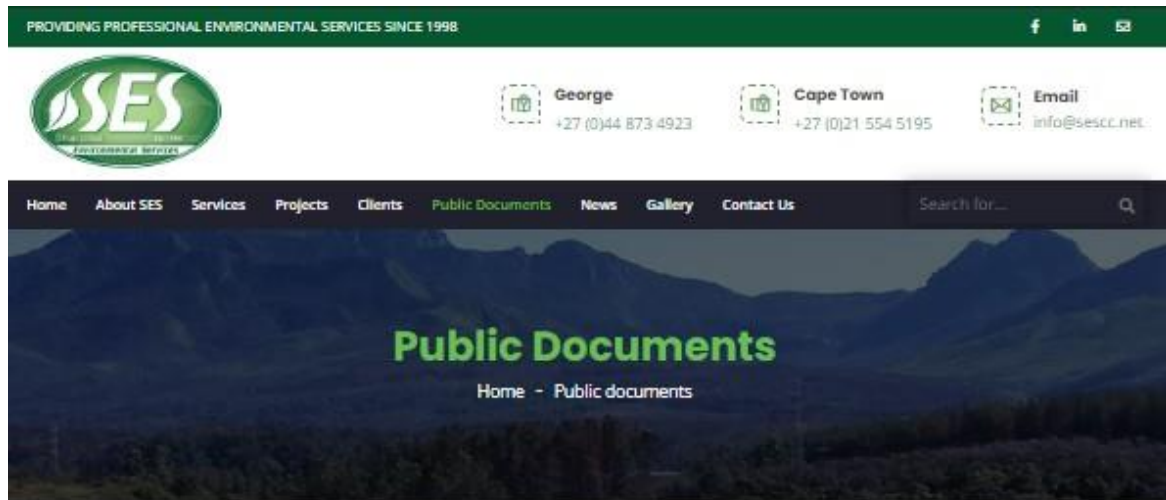 PROVIDING PROFESSIONAL ENVIRONMENTAL SERVICES SINCE 1998
SES
Environmental Services
George
+27 (0)44 873 4923
Cape Town
+27 (0)21 554 5195
Email
info@sescc.net
Home About SES Services Projects Clients Public Documents News Gallery Contact Us Search for...
Public Documents
Home - Public documents